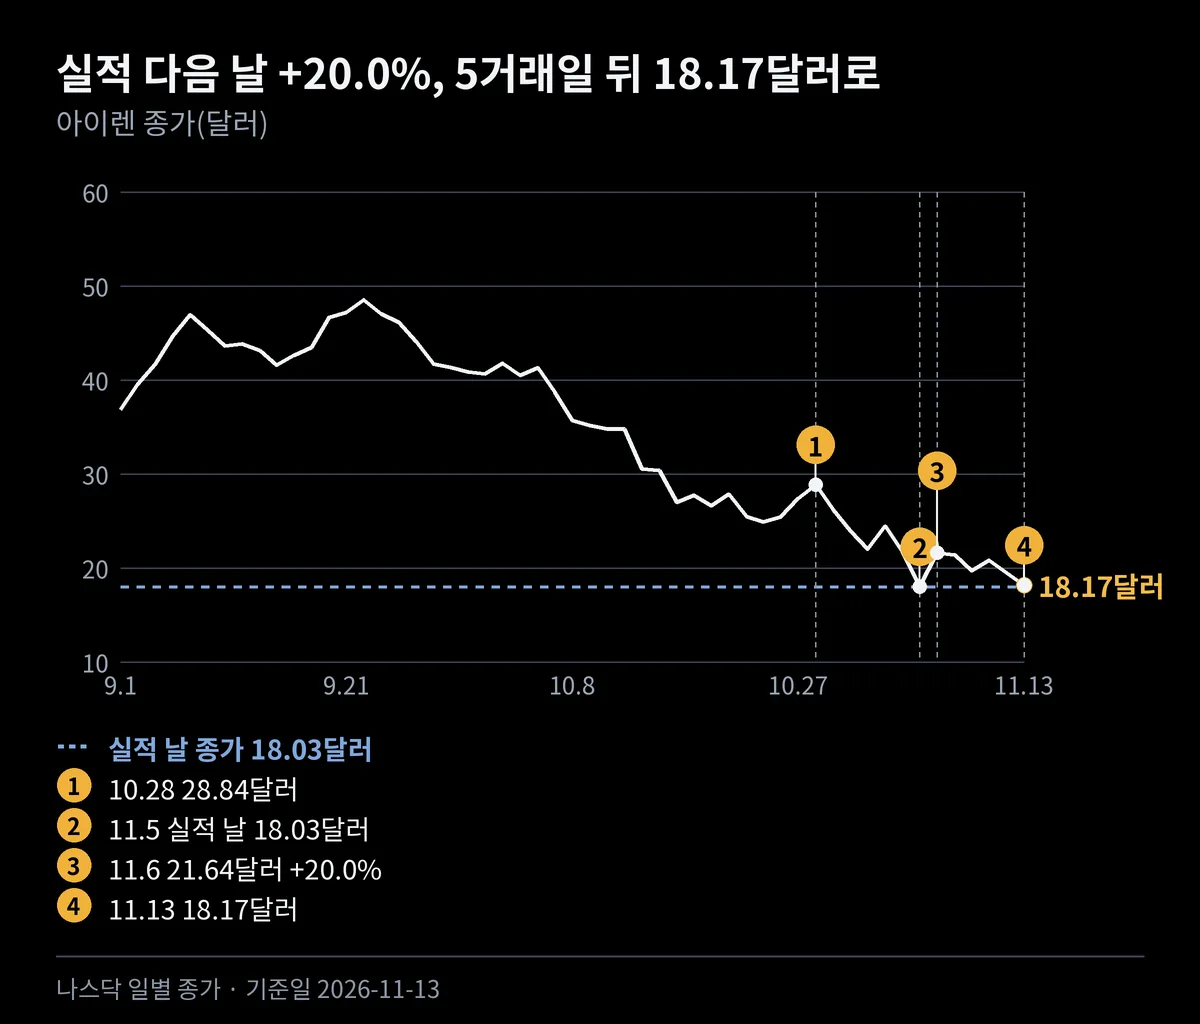 실적 다음 날 +20.0%, 5거래일 뒤 18.17달러로
아이렌 종가(달러)
60
50
40
30
20
10
1
2
3
4
18.17달러
9.1
9.21
10.8
10.27
11.13
실적 날 종가 18.03달러
1 10.28 28.84달러
2 11.5 실적 날 18.03달러
3 11.6 21.64달러 +20.0%
4 11.13 18.17달러
나스닥 일별 종가 · 기준일 2026-11-13